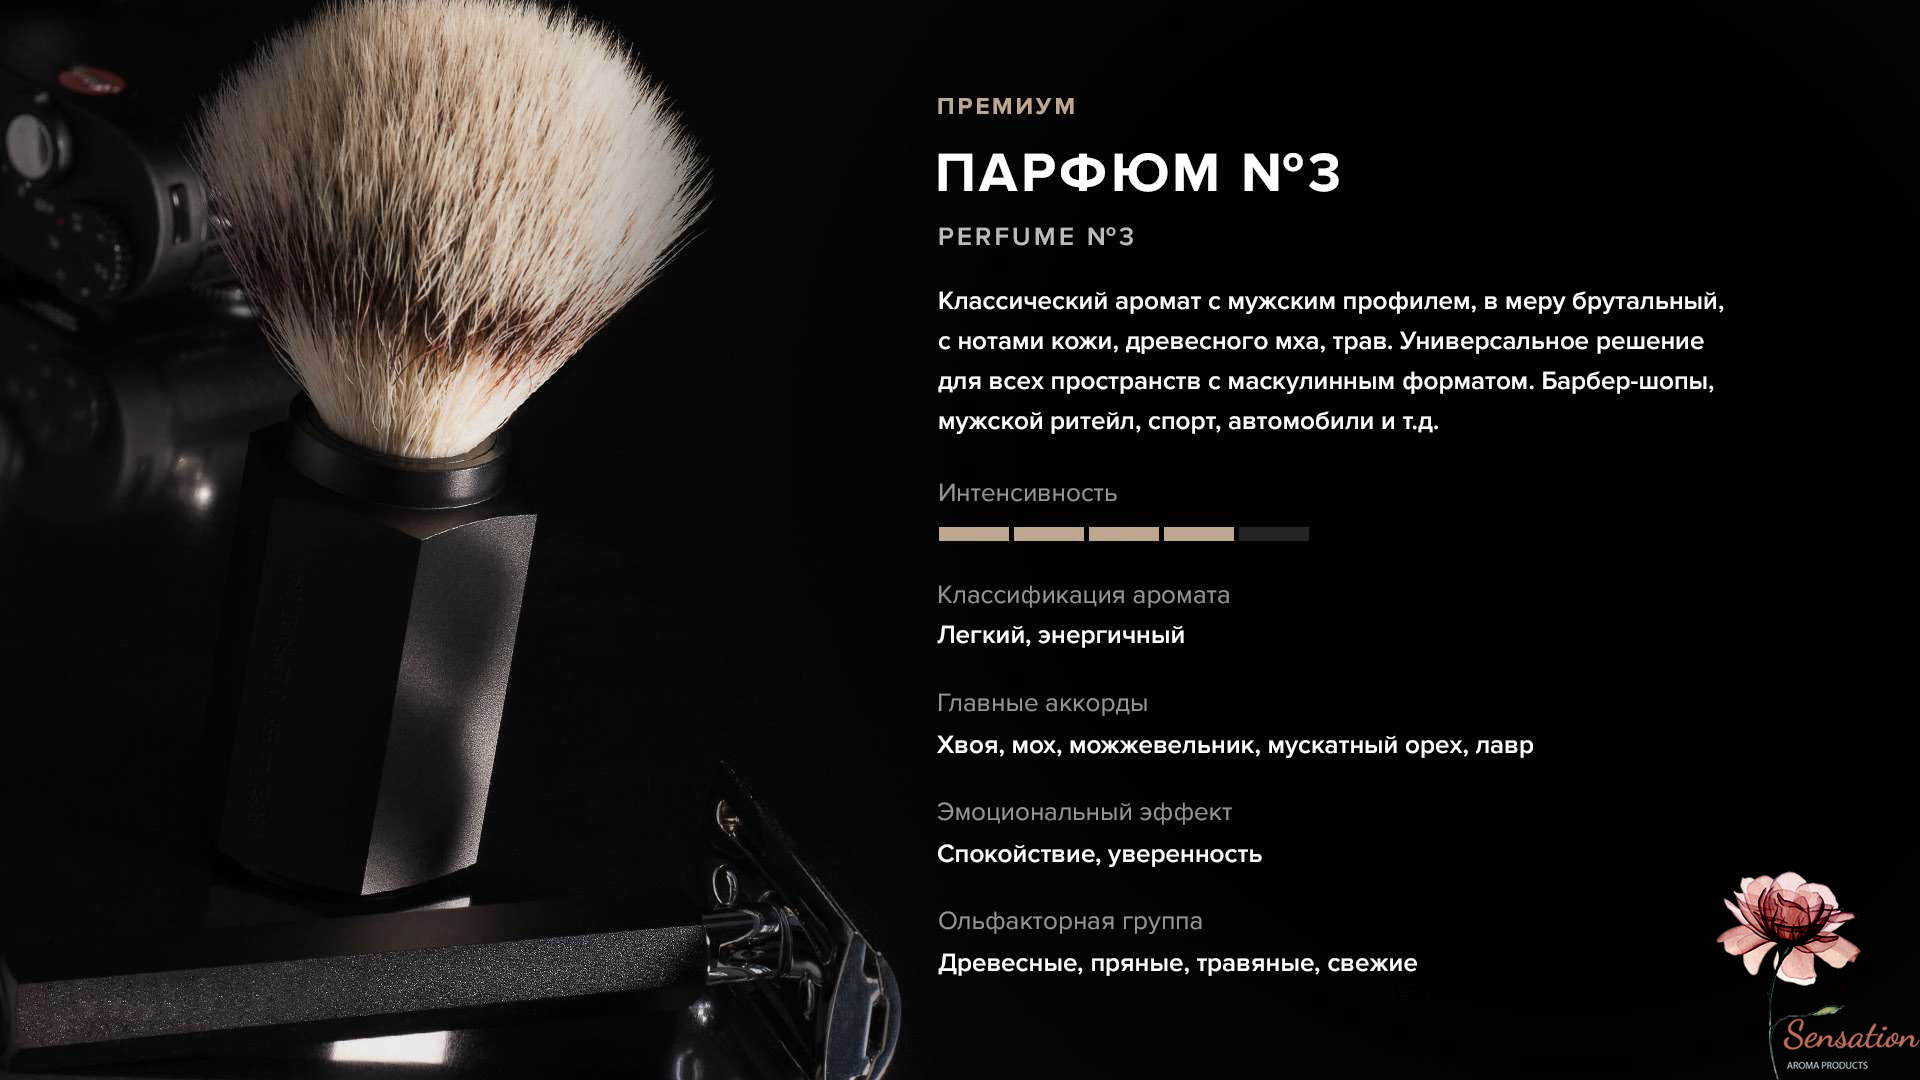 ПРЕМИУМ
ПАРФЮМ №3
PERFUME №3
Классический аромат с мужским профилем, в меру брутальный,
с нотами кожи, древесного мха, трав. Универсальное решение
для всех пространств с маскулинным форматом. Барбер-шопы,
мужской ритейл, спорт, автомобили и т.д.
Интенсивность
Классификация аромата
Легкий, энергичный
Главные аккорды
Хвоя, мох, можжевельник, мускатный орех, лавр
Эмоциональный эффект
Спокойствие, уверенность
Ольфакторная группа
Древесные, пряные, травяные, свежие
Sensation
AROMA PRODUCTS